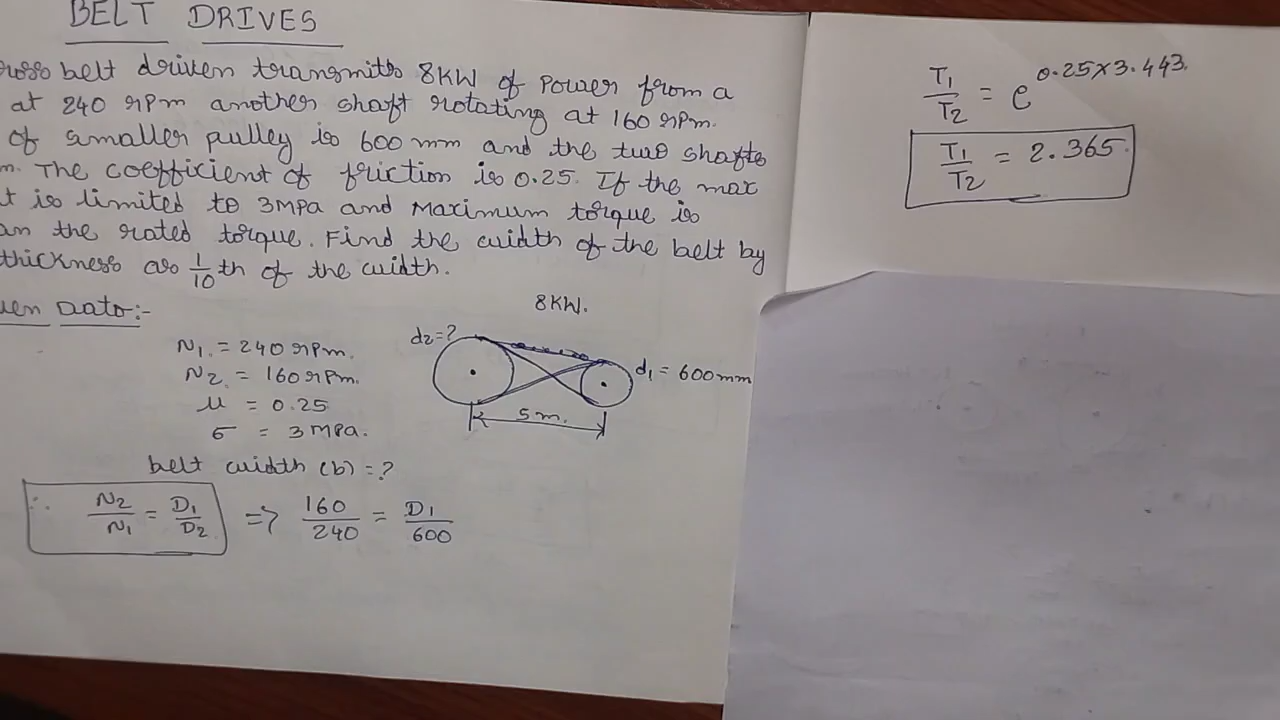 BELT DRIVES
belt driven transmits 8KW of Power from a
at 240 rpm another shaft rotating at 160 rpm.
of smaller pulley is 600 mm and the two shafts
m. The coefficient of friction is 0.25. If the max
t is limited to 3MPa and Maximum torque is
an the rated torque. Find the width of the belt by
thickness as 1/10 th of the width.
data:-
8KW.
N1 = 240 rpm.
N2 = 160 rpm.
μ = 0.25
σ = 3 MPa.
belt width (b) = ?
d2 = ?
d1 = 600mm
5 m.
∴ N2/N1 = D1/D2 => 160/240 = D1/600
T1/T2 = e^0.25×3.443.
T1/T2 = 2.365.